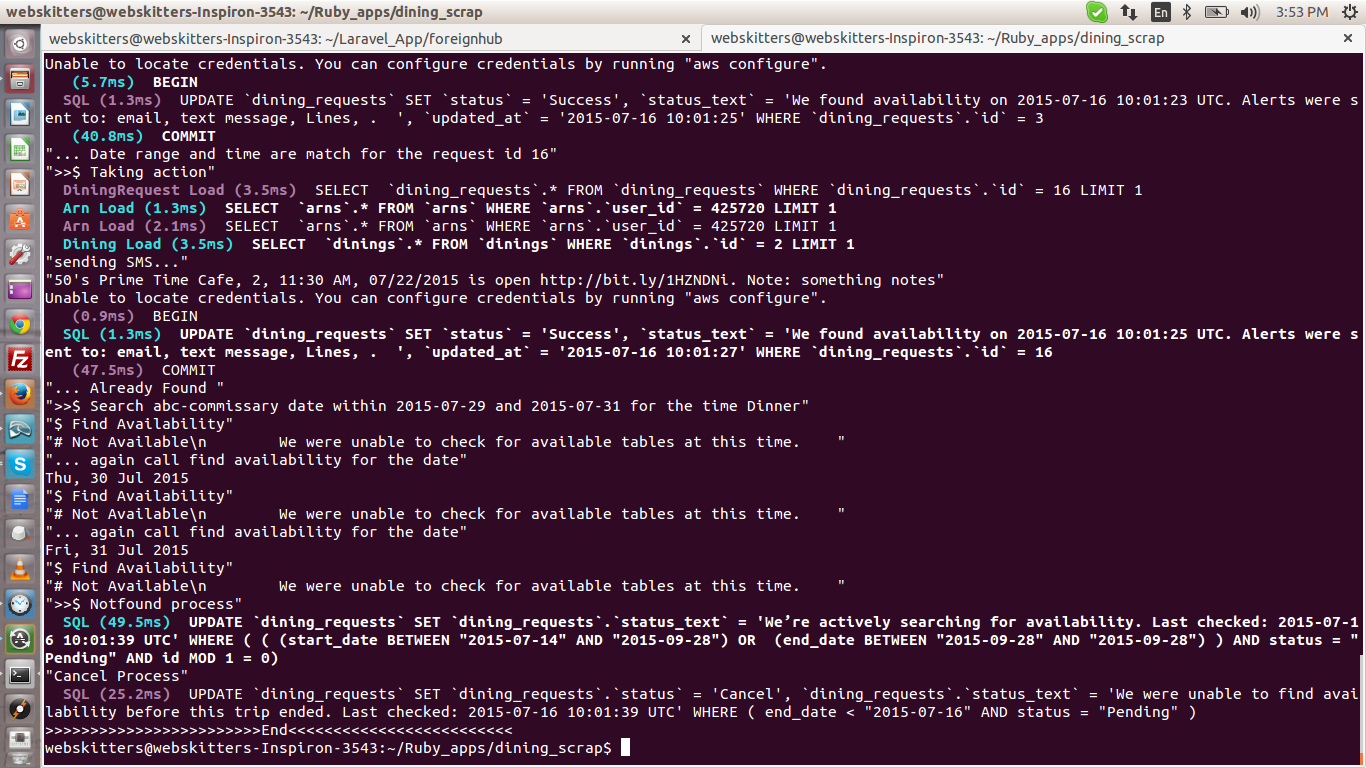 webskitters@webskitters-Inspiron-3543: ~/Ruby_apps/dining_scrap
En
3:53 PM
webskitters@webskitters-Inspiron-3543: ~/Laravel_App/foreignhub
webskitters@webskitters-Inspiron-3543: ~/Ruby_apps/dining_scrap
Unable to locate credentials. You can configure credentials by running "aws configure".
   (5.7ms)  BEGIN
  SQL (1.3ms)  UPDATE `dining_requests` SET `status` = 'Success', `status_text` = 'We found availability on 2015-07-16 10:01:23 UTC. Alerts were s
ent to: email, text message, Lines, .  ', `updated_at` = '2015-07-16 10:01:25' WHERE `dining_requests`.`id` = 3
   (40.8ms)  COMMIT
"... Date range and time are match for the request id 16"
">>$ Taking action"
  DiningRequest Load (3.5ms)  SELECT  `dining_requests`.* FROM `dining_requests` WHERE `dining_requests`.`id` = 16 LIMIT 1
  Arn Load (1.3ms)  SELECT  `arns`.* FROM `arns` WHERE `arns`.`user_id` = 425720 LIMIT 1
  Arn Load (2.1ms)  SELECT  `arns`.* FROM `arns` WHERE `arns`.`user_id` = 425720 LIMIT 1
  Dining Load (3.5ms)  SELECT  `dinings`.* FROM `dinings` WHERE `dinings`.`id` = 2 LIMIT 1
"sending SMS..."
"50's Prime Time Cafe, 2, 11:30 AM, 07/22/2015 is open http://bit.ly/1HZNDNi. Note: something notes"
Unable to locate credentials. You can configure credentials by running "aws configure".
   (0.9ms)  BEGIN
  SQL (1.3ms)  UPDATE `dining_requests` SET `status` = 'Success', `status_text` = 'We found availability on 2015-07-16 10:01:25 UTC. Alerts were s
ent to: email, text message, Lines, .  ', `updated_at` = '2015-07-16 10:01:27' WHERE `dining_requests`.`id` = 16
   (47.5ms)  COMMIT
"... Already Found "
">>$ Search abc-commissary date within 2015-07-29 and 2015-07-31 for the time Dinner"
"$ Find Availability"
"# Not Available\n        We were unable to check for available tables at this time.    "
"... again call find availability for the date"
Thu, 30 Jul 2015
"$ Find Availability"
"# Not Available\n        We were unable to check for available tables at this time.    "
"... again call find availability for the date"
Fri, 31 Jul 2015
"$ Find Availability"
"# Not Available\n        We were unable to check for available tables at this time.    "
">>$ Notfound process"
  SQL (49.5ms)  UPDATE `dining_requests` SET `dining_requests`.`status_text` = 'We’re actively searching for availability. Last checked: 2015-07-1
6 10:01:39 UTC' WHERE ( ( (start_date BETWEEN "2015-07-14" AND "2015-09-28") OR  (end_date BETWEEN "2015-09-28" AND "2015-09-28") ) AND status = "
Pending" AND id MOD 1 = 0)
"Cancel Process"
  SQL (25.2ms)  UPDATE `dining_requests` SET `dining_requests`.`status` = 'Cancel', `dining_requests`.`status_text` = 'We were unable to find avai
lability before this trip ended. Last checked: 2015-07-16 10:01:39 UTC' WHERE ( end_date < "2015-07-16" AND status = "Pending" )
>>>>>>>>>>>>>>>>>>>>>>>>End<<<<<<<<<<<<<<<<<<<<<<<<<
webskitters@webskitters-Inspiron-3543:~/Ruby_apps/dining_scrap$